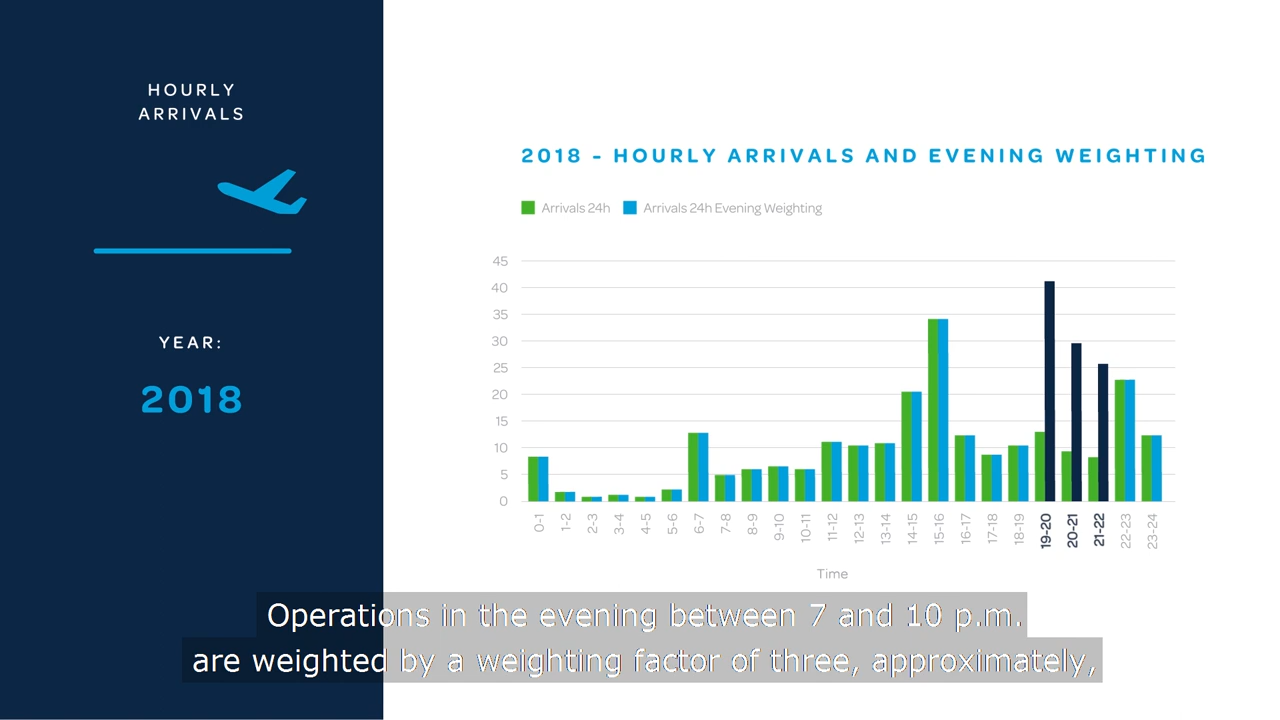 HOURLY
ARRIVALS
YEAR:
2018
2018 - HOURLY ARRIVALS AND EVENING WEIGHTING
Arrivals 24h Arrivals 24h Evening Weighting
45
40
35
30
25
20
15
10
5
0
0-1 1-2 2-3 3-4 4-5 5-6 6-7 7-8 8-9 9-10 10-11 11-12 12-13 13-14 14-15 15-16 16-17 17-18 18-19 19-20 20-21 21-22 22-23 23-24
Time
Operations in the evening between 7 and 10 p.m.
are weighted by a weighting factor of three, approximately,